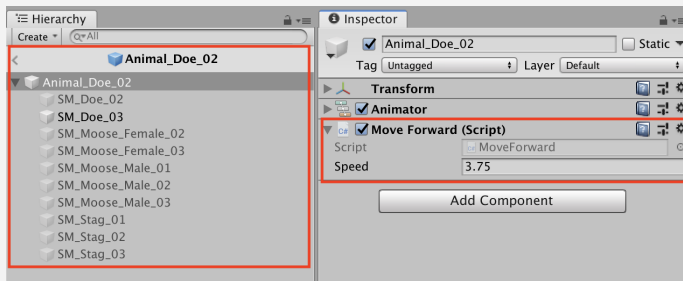 Hierarchy
Create
All
Animal_Doe_02
Animal_Doe_02
SM_Doe_02
SM_Doe_03
SM_Moose_Female_02
SM_Moose_Female_03
SM_Moose_Male_01
SM_Moose_Male_02
SM_Moose_Male_03
SM_Stag_01
SM_Stag_02
SM_Stag_03
Inspector
Animal_Doe_02 Static
Tag Untagged Layer Default
Transform
Animator
C# Move Forward (Script)
Script MoveForward
Speed 3.75
Add Component